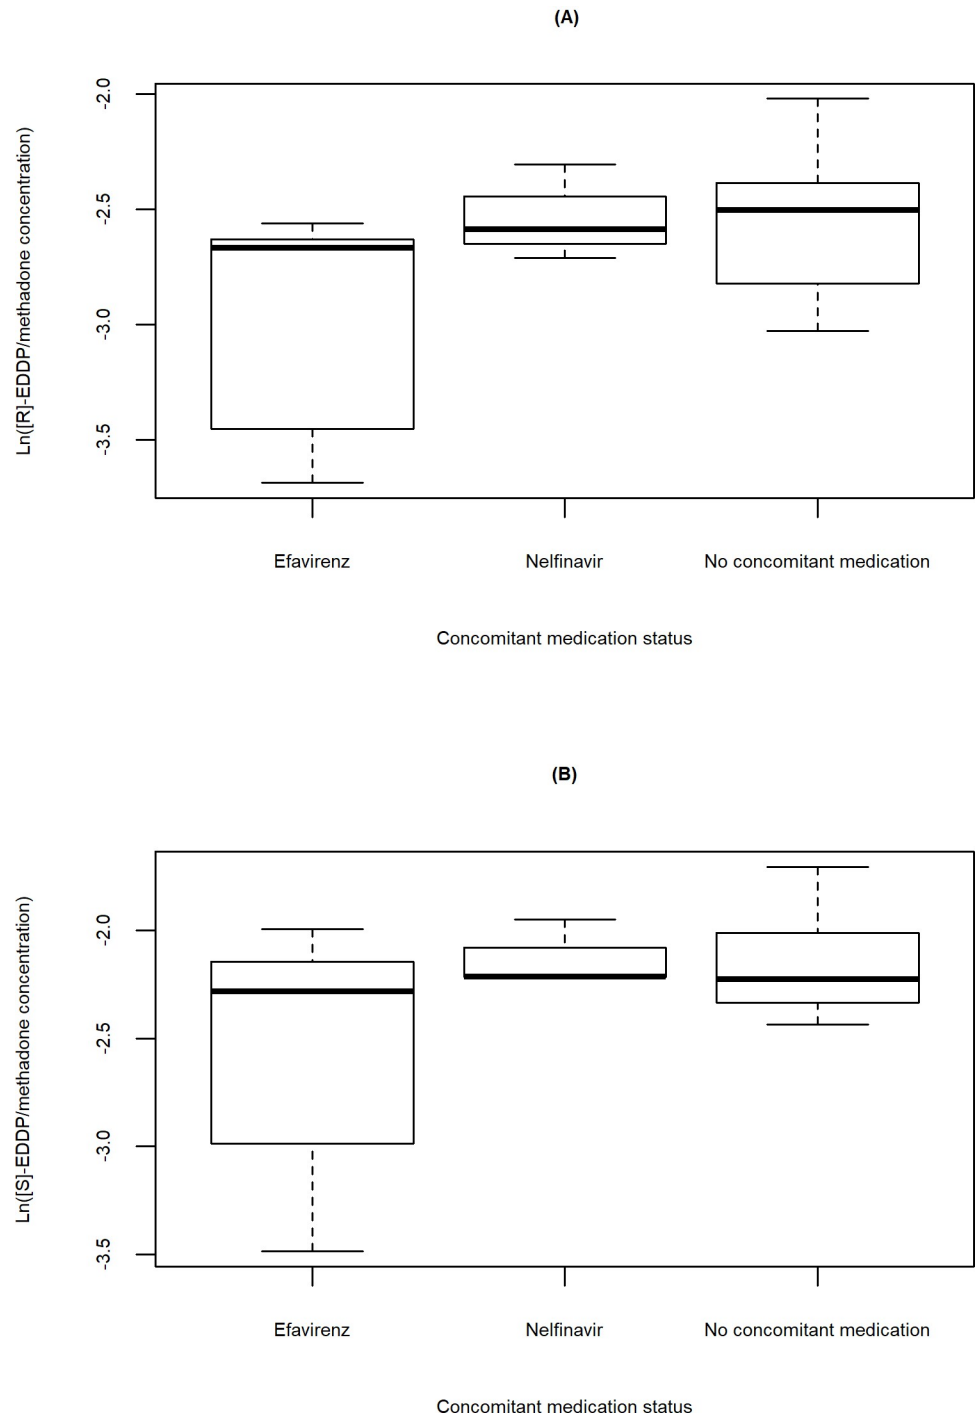 (A)
Ln([R]-EDDP/methadone concentration)
-2.0
-2.5
-3.0
-3.5
Efavirenz
Nelfinavir
No concomitant medication
Concomitant medication status
(B)
Ln([S]-EDDP/methadone concentration)
-2.0
-2.5
-3.0
-3.5
Efavirenz
Nelfinavir
No concomitant medication
Concomitant medication status